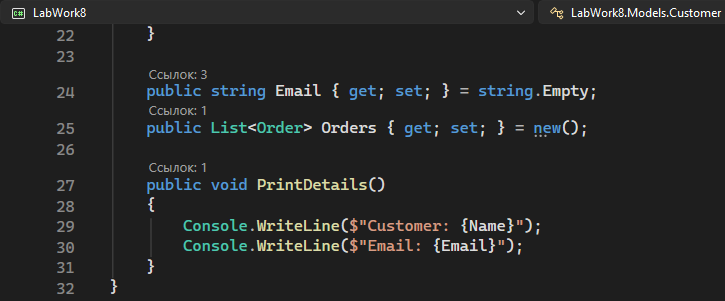 LabWork8 LabWork8.Models.Customer
22 }
23
Ссылок: 3
24 public string Email { get; set; } = string.Empty;
Ссылок: 1
25 public List<Order> Orders { get; set; } = new();
26
Ссылок: 1
27 public void PrintDetails()
28 {
29 Console.WriteLine($"Customer: {Name}");
30 Console.WriteLine($"Email: {Email}");
31 }
32 }